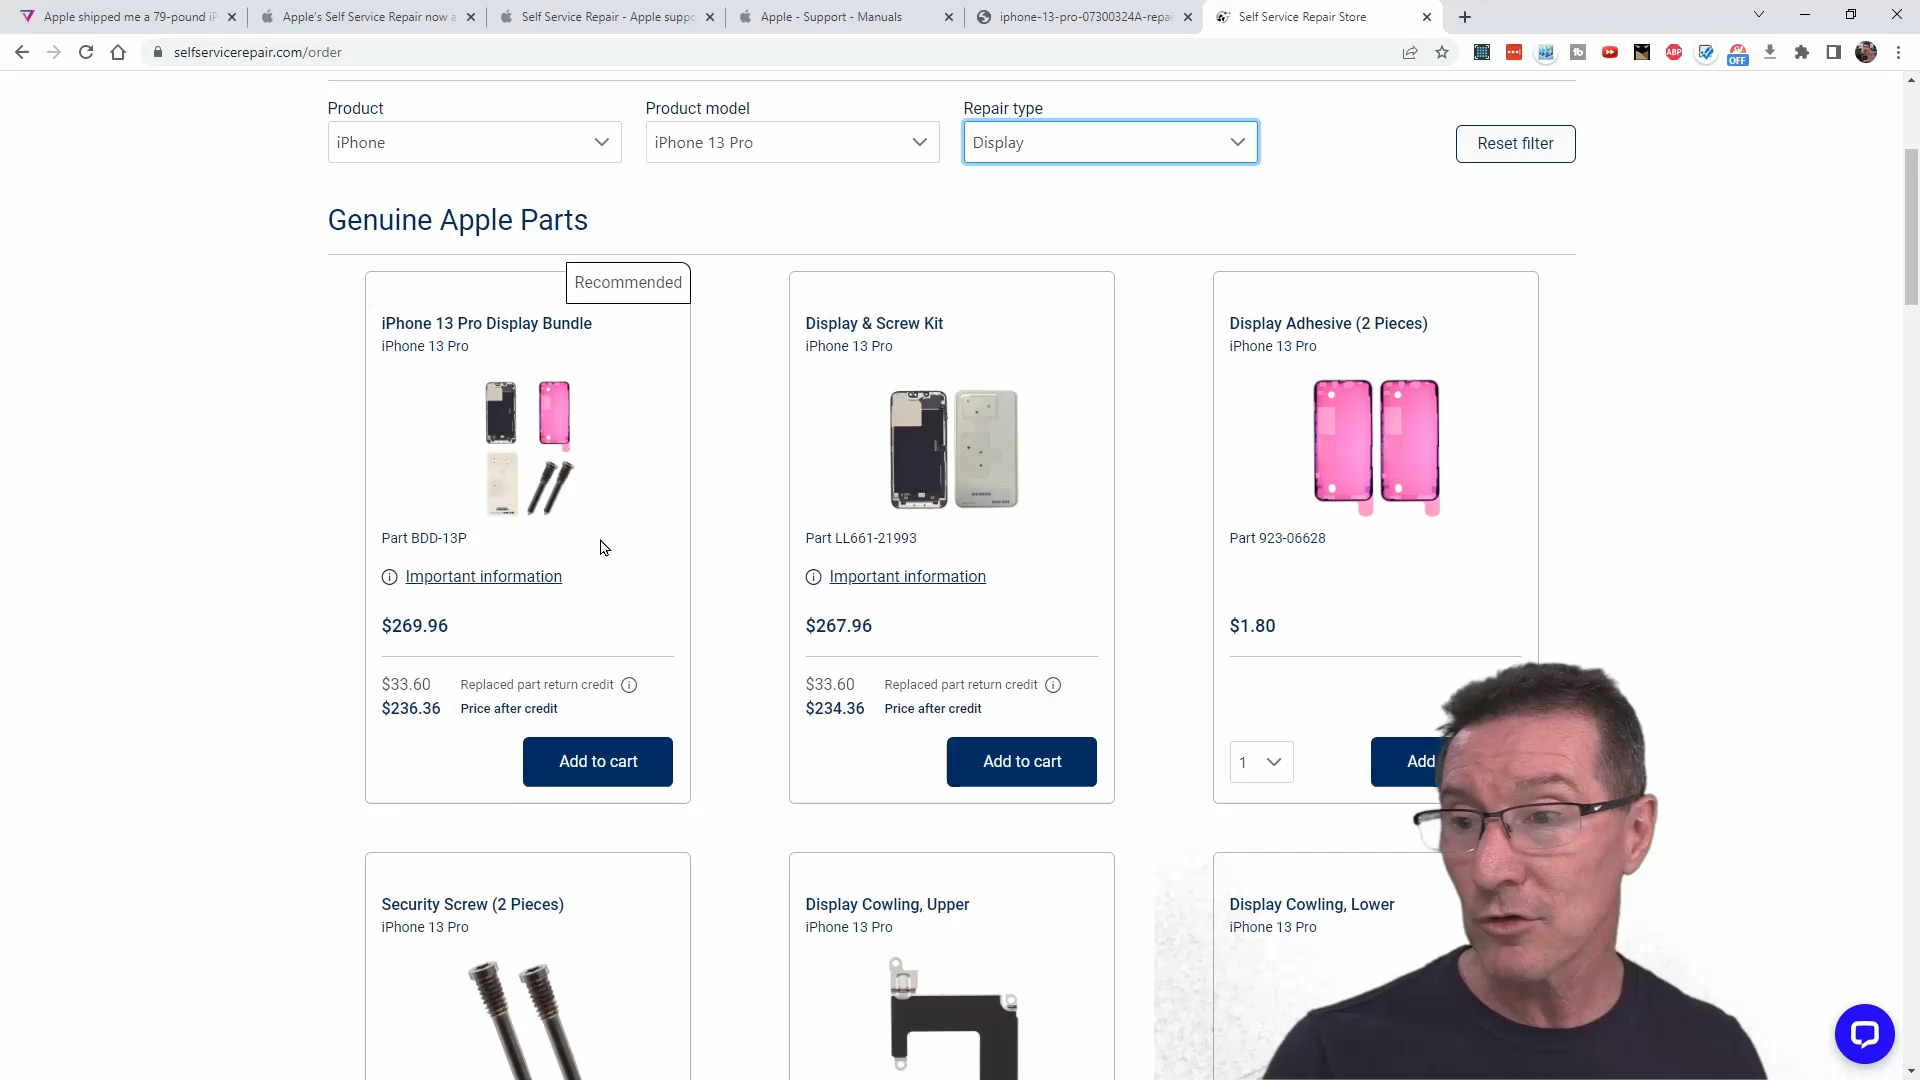 Apple shipped me a 79-pound iP
Apple's Self Service Repair now a
Self Service Repair - Apple suppo
Apple - Support - Manuals
iphone-13-pro-07300324A-repai
Self Service Repair Store
selfservicerepair.com/order
ABP
OFF
Product
Product model
Repair type
iPhone
iPhone 13 Pro
Display
Reset filter
Genuine Apple Parts
Recommended
iPhone 13 Pro Display Bundle
iPhone 13 Pro
Part BDD-13P
Important information
$269.96
$33.60 Replaced part return credit
$236.36 Price after credit
Add to cart
Display & Screw Kit
iPhone 13 Pro
Part LL661-21993
Important information
$267.96
$33.60 Replaced part return credit
$234.36 Price after credit
Add to cart
Display Adhesive (2 Pieces)
iPhone 13 Pro
Part 923-06628
$1.80
1
Add
Security Screw (2 Pieces)
iPhone 13 Pro
Display Cowling, Upper
iPhone 13 Pro
Display Cowling, Lower
iPhone 13 Pro